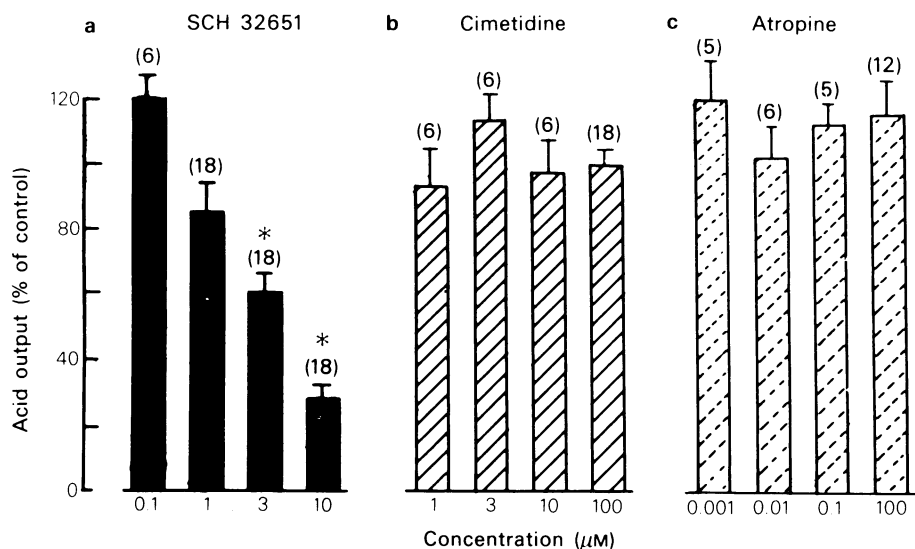 a SCH 32651 b Cimetidine c Atropine
(6) (18) * (18) * (18)
(6) (6) (6) (18)
(5) (6) (5) (12)
Acid output (% of control)
120
80
40
0
0.1 1 3 10
1 3 10 100
0.001 0.01 0.1 100
Concentration (μM)